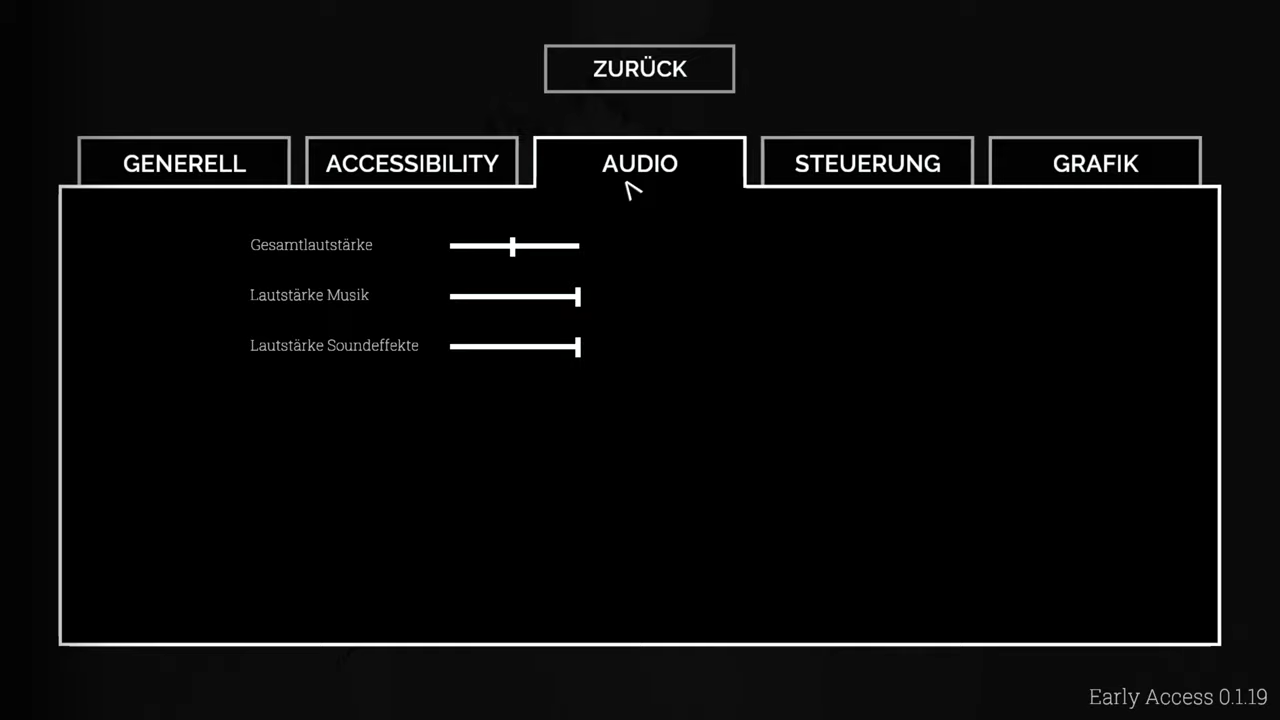 ZURÜCK
GENERELL
ACCESSIBILITY
AUDIO
STEUERUNG
GRAFIK
Gesamtlautstärke
Lautstärke Musik
Lautstärke Soundeffekte
Early Access 0.1.19